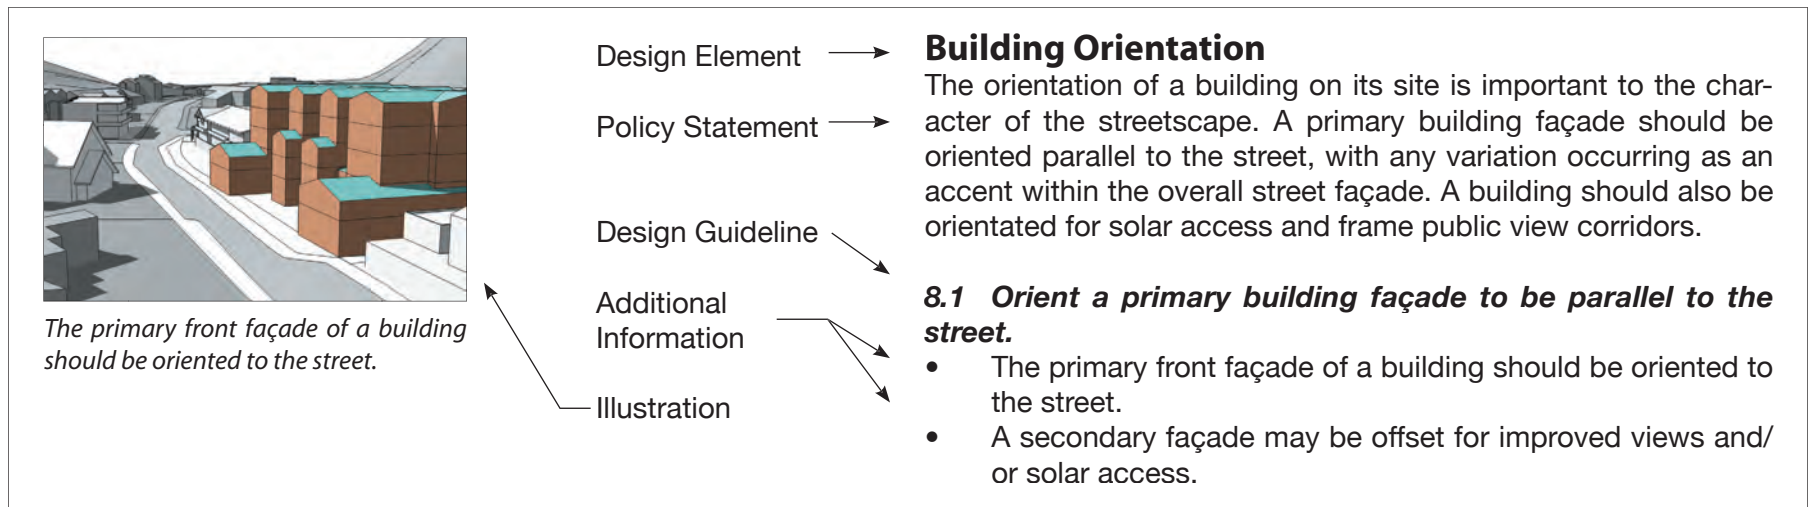 The primary front façade of a building
should be oriented to the street.
Design Element
Policy Statement
Design Guideline
Additional
Information
Illustration
Building Orientation
The orientation of a building on its site is important to the char-
acter of the streetscape. A primary building façade should be
oriented parallel to the street, with any variation occurring as an
accent within the overall street façade. A building should also be
orientated for solar access and frame public view corridors.
8.1 Orient a primary building façade to be parallel to the
street.
• The primary front façade of a building should be oriented to
the street.
• A secondary façade may be offset for improved views and/
or solar access.